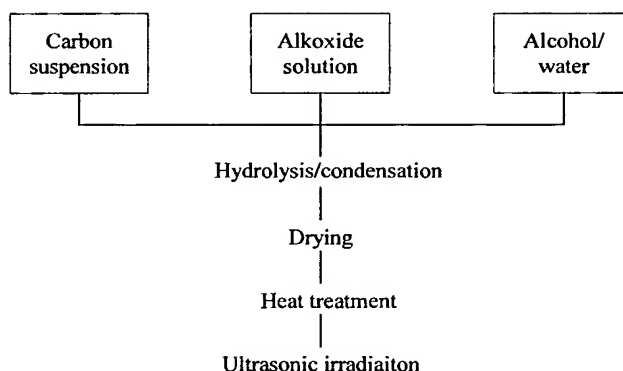 Carbon
suspension
Alkoxide
solution
Alcohol/
water
Hydrolysis/condensation
Drying
Heat treatment
Ultrasonic irradiaiton